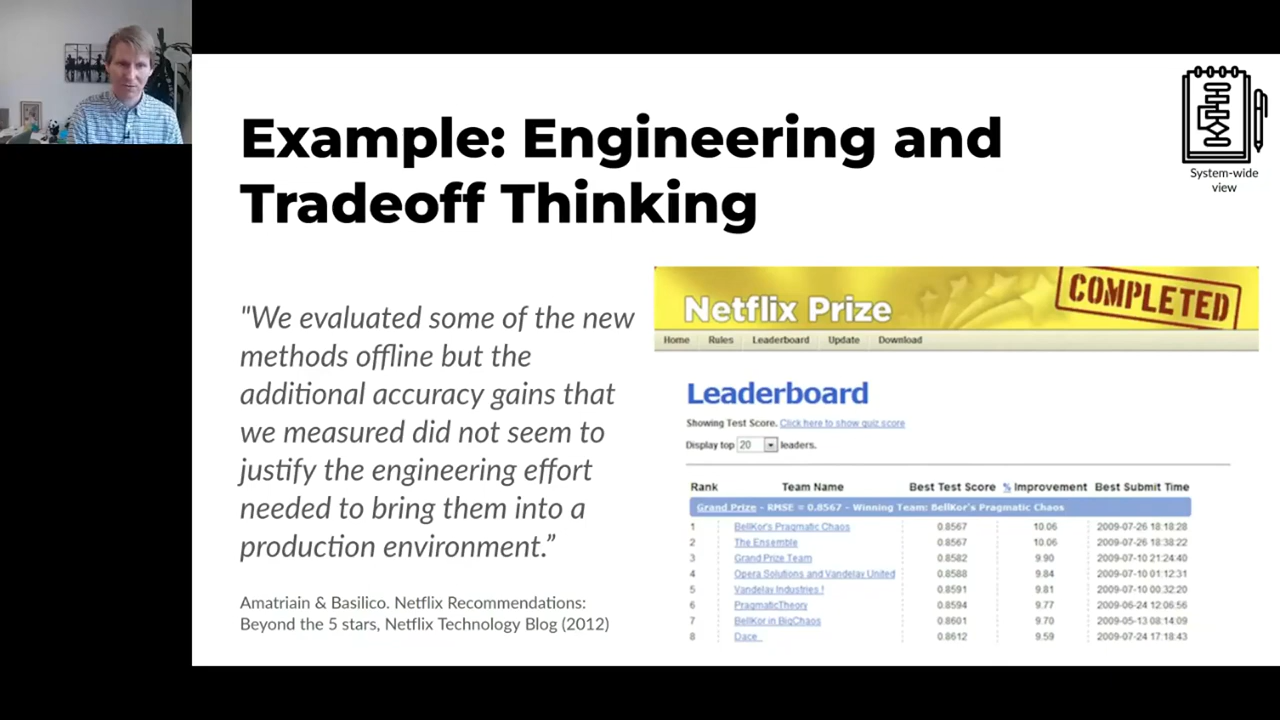 System-wide
view
Example: Engineering and
Tradeoff Thinking
"We evaluated some of the new
methods offline but the
additional accuracy gains that
we measured did not seem to
justify the engineering effort
needed to bring them into a
production environment.”
Amatriain & Basilico. Netflix Recommendations:
Beyond the 5 stars, Netflix Technology Blog (2012)
Netflix Prize
COMPLETED
Home Rules Leaderboard Update Download
Leaderboard
Showing Test Score. Click here to show quiz score
Display top 20 leaders.
Rank Team Name Best Test Score % Improvement Best Submit Time
Grand Prize - RMSE = 0.8567 - Winning Team: BellKor's Pragmatic Chaos
1 BellKor's Pragmatic Chaos 0.8567 10.06 2009-07-26 18:18:28
2 The Ensemble 0.8567 10.06 2009-07-26 18:38:22
3 Grand Prize Team 0.8582 9.90 2009-07-10 21:24:40
4 Opera Solutions and Vandelay United 0.8588 9.84 2009-07-10 01:12:31
5 Vandelay Industries ! 0.8591 9.81 2009-07-10 00:32:20
6 PragmaticTheory 0.8594 9.77 2009-06-24 12:06:56
7 BellKor in BigChaos 0.8601 9.70 2009-05-13 08:14:09
8 Dace_ 0.8612 9.59 2009-07-24 17:18:43